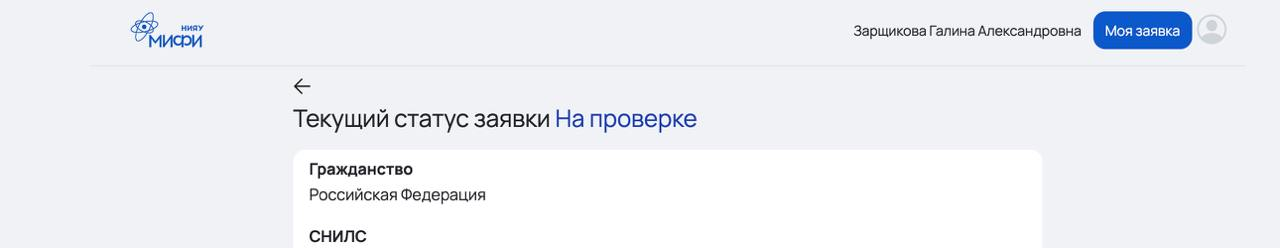 НИЯУ
МИФИ
Зарщикова Галина Александровна
Моя заявка
Текущий статус заявки На проверке
Гражданство
Российская Федерация
СНИЛС